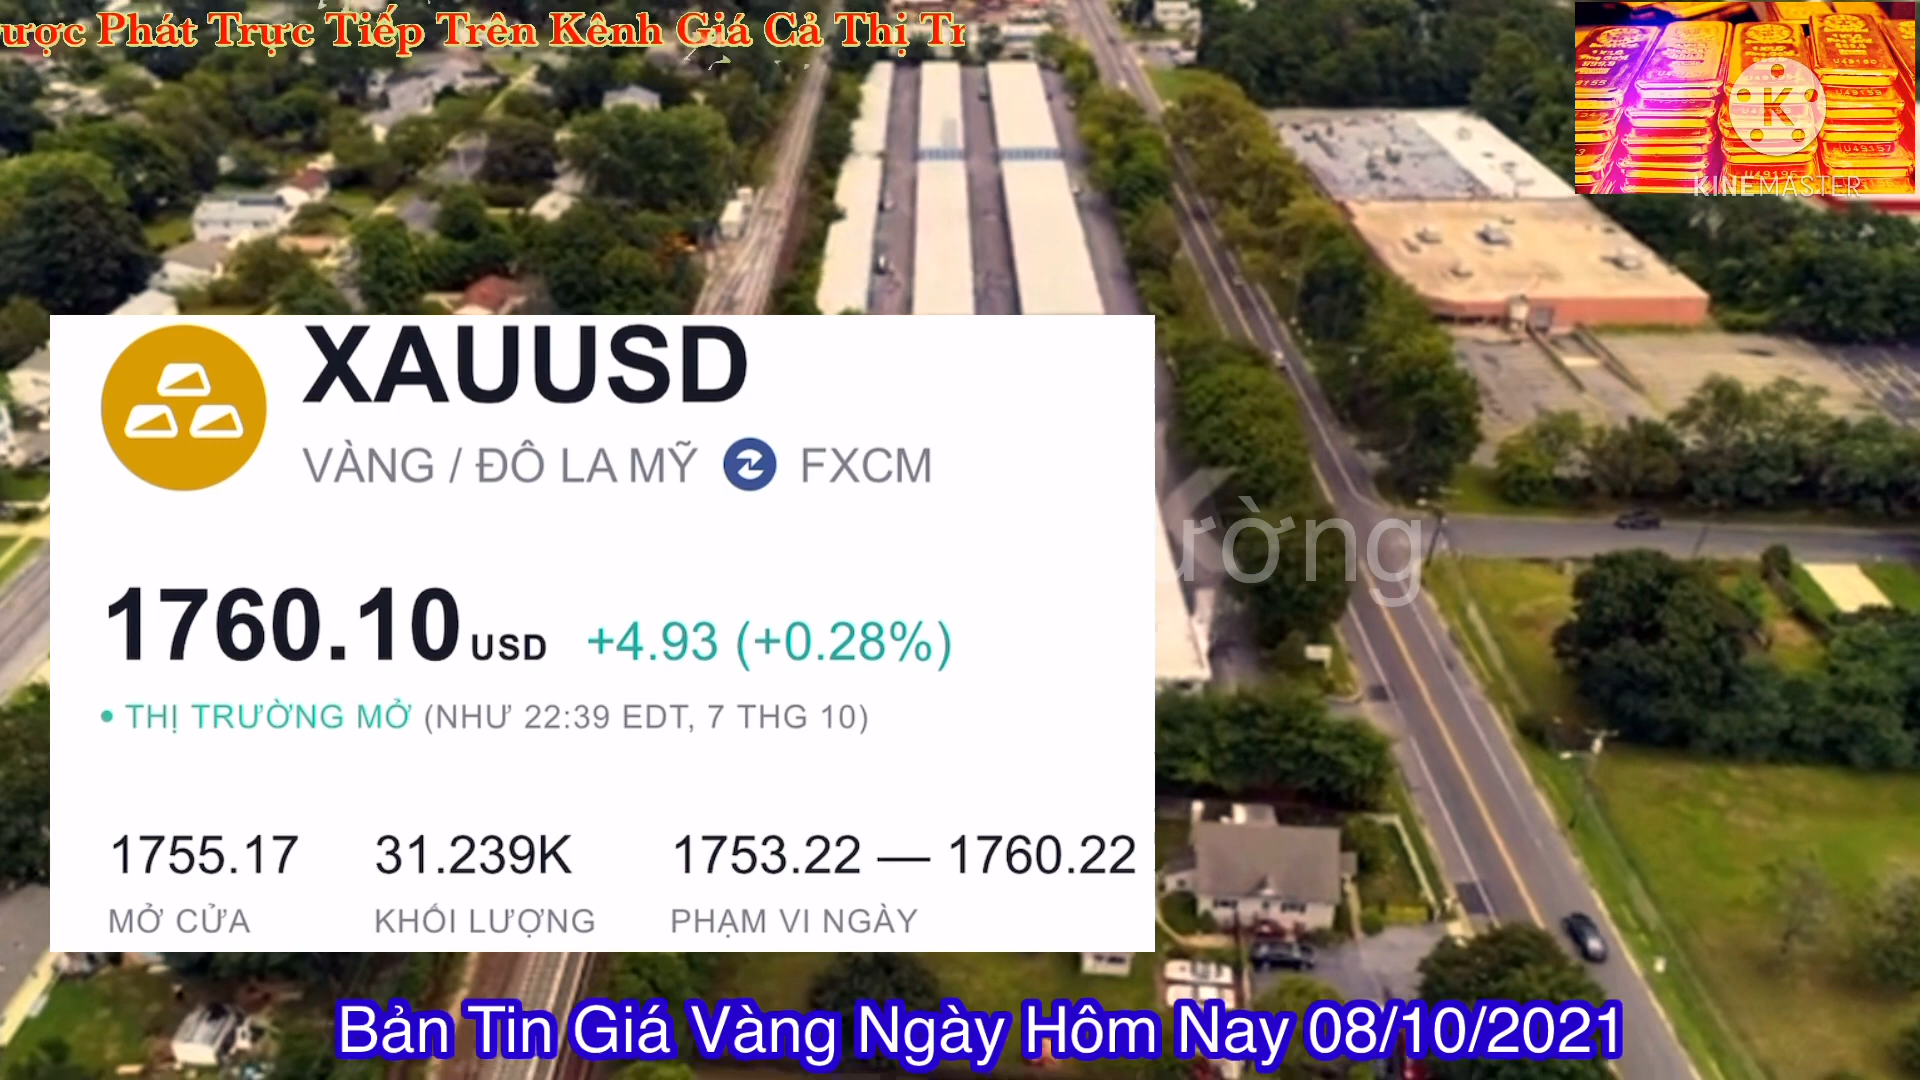 ược Phát Trực Tiếp Trên Kênh Giá Cả Thị Tr
KINEMASTER
XAUUSD
VÀNG / ĐÔ LA MỸ FXCM
ường
1760.10 USD +4.93 (+0.28%)
• THỊ TRƯỜNG MỞ (NHƯ 22:39 EDT, 7 THG 10)
1755.17 31.239K 1753.22 — 1760.22
MỞ CỬA KHỐI LƯỢNG PHẠM VI NGÀY
Bản Tin Giá Vàng Ngày Hôm Nay 08/10/2021